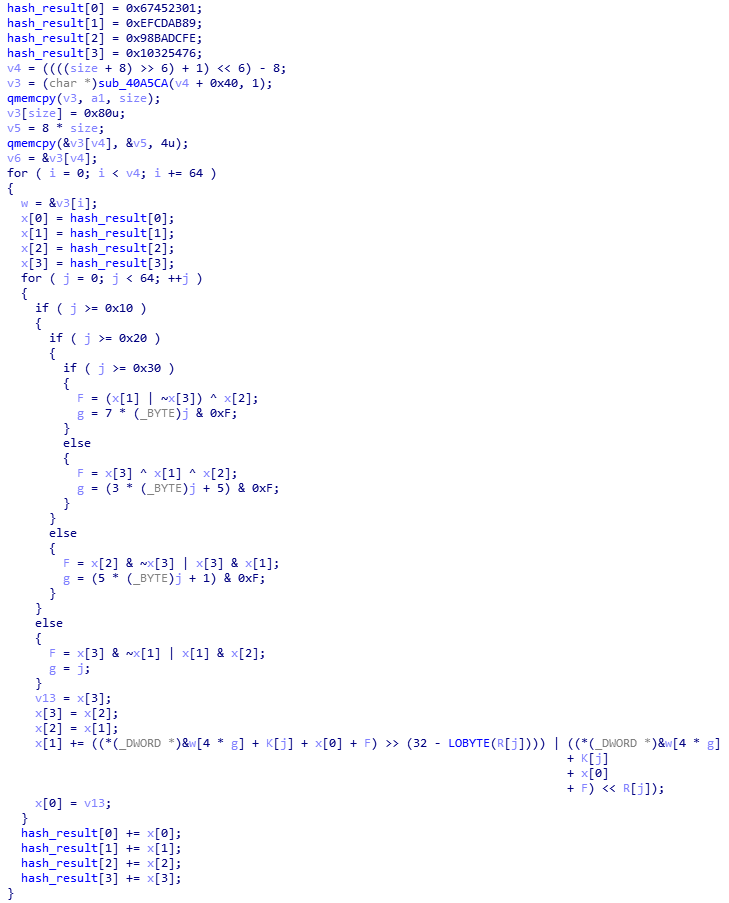 hash_result[0] = 0x67452301;
hash_result[1] = 0xEFCDAB89;
hash_result[2] = 0x98BADCFE;
hash_result[3] = 0x10325476;
v4 = ((((size + 8) >> 6) + 1) << 6) - 8;
v3 = (char *)sub_40A5CA(v4 + 0x40, 1);
qmemcpy(v3, a1, size);
v3[size] = 0x80u;
v5 = 8 * size;
qmemcpy(&v3[v4], &v5, 4u);
v6 = &v3[v4];
for ( i = 0; i < v4; i += 64 )
{
  w = &v3[i];
  x[0] = hash_result[0];
  x[1] = hash_result[1];
  x[2] = hash_result[2];
  x[3] = hash_result[3];
  for ( j = 0; j < 64; ++j )
  {
    if ( j >= 0x10 )
    {
      if ( j >= 0x20 )
      {
        if ( j >= 0x30 )
        {
          F = (x[1] | ~x[3]) ^ x[2];
          g = 7 * (_BYTE)j & 0xF;
        }
        else
        {
          F = x[3] ^ x[1] ^ x[2];
          g = (3 * (_BYTE)j + 5) & 0xF;
        }
      }
      else
      {
        F = x[2] & ~x[3] | x[3] & x[1];
        g = (5 * (_BYTE)j + 1) & 0xF;
      }
    }
    else
    {
      F = x[3] & ~x[1] | x[1] & x[2];
      g = j;
    }
    v13 = x[3];
    x[3] = x[2];
    x[2] = x[1];
    x[1] += ((*(_DWORD *)&w[4 * g] + K[j] + x[0] + F) >> (32 - LOBYTE(R[j]))) | ((*(_DWORD *)&w[4 * g]
                                                                                + K[j]
                                                                                + x[0]
                                                                                + F) << R[j]);
    x[0] = v13;
  }
  hash_result[0] += x[0];
  hash_result[1] += x[1];
  hash_result[2] += x[2];
  hash_result[3] += x[3];
}